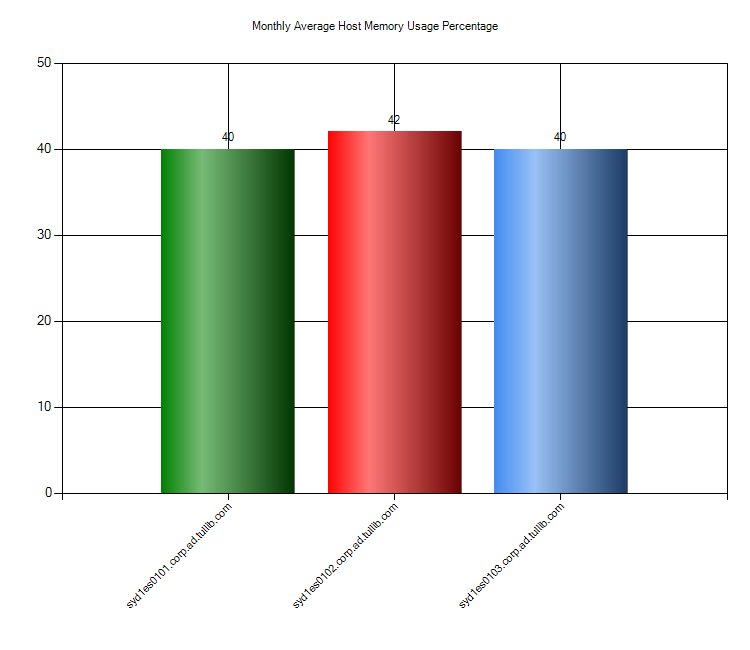 Monthly Average Host Memory Usage Percentage
50
40
30
20
10
0
40
42
40
syd1es0101.corp.ad.tullib.com
syd1es0102.corp.ad.tullib.com
syd1es0103.corp.ad.tullib.com